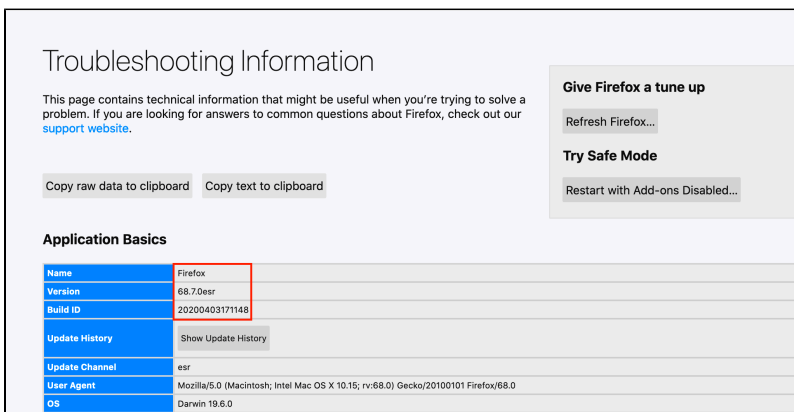 Troubleshooting Information
This page contains technical information that might be useful when you're trying to solve a
problem. If you are looking for answers to common questions about Firefox, check out our
support website.
Copy raw data to clipboard Copy text to clipboard
Give Firefox a tune up
Refresh Firefox...
Try Safe Mode
Restart with Add-ons Disabled...
Application Basics
Name Firefox
Version 68.7.0esr
Build ID 20200403171148
Update History Show Update History
Update Channel esr
User Agent Mozilla/5.0 (Macintosh; Intel Mac OS X 10.15; rv:68.0) Gecko/20100101 Firefox/68.0
OS Darwin 19.6.0